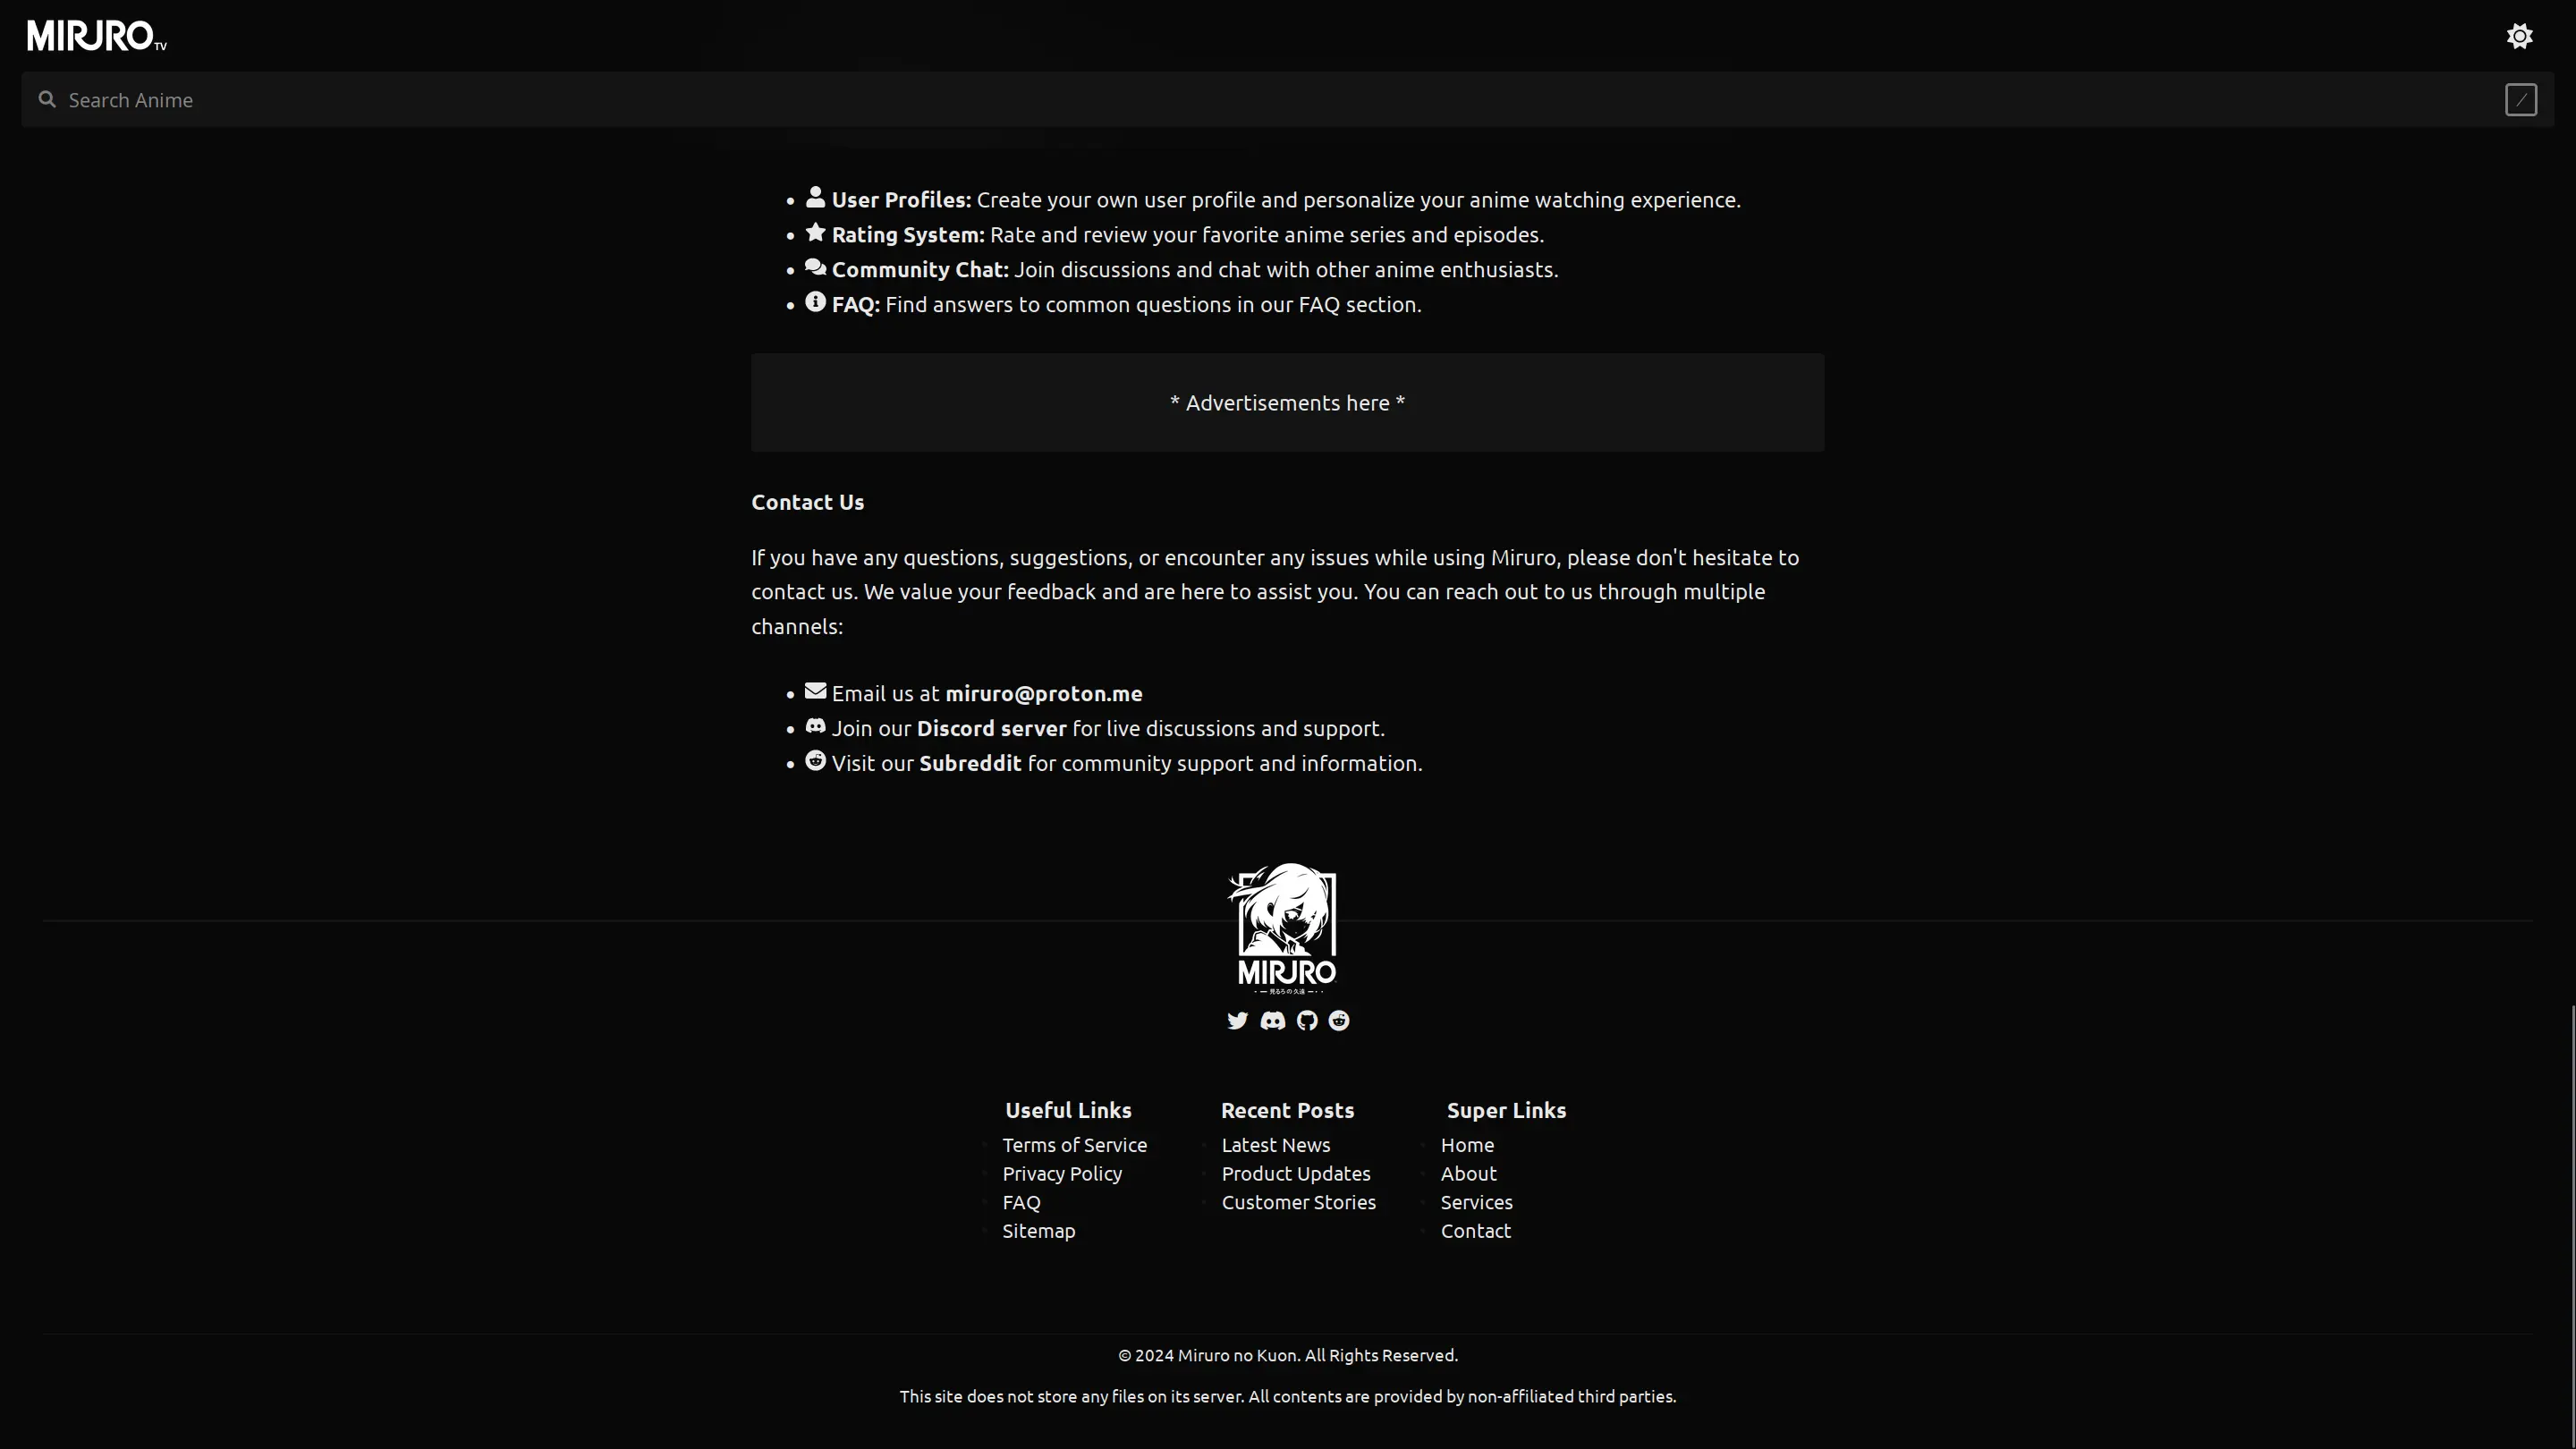 MIRURO TV
Search Anime
/
User Profiles: Create your own user profile and personalize your anime watching experience.
Rating System: Rate and review your favorite anime series and episodes.
Community Chat: Join discussions and chat with other anime enthusiasts.
FAQ: Find answers to common questions in our FAQ section.
* Advertisements here *
Contact Us
If you have any questions, suggestions, or encounter any issues while using Miruro, please don't hesitate to
contact us. We value your feedback and are here to assist you. You can reach out to us through multiple
channels:
Email us at miruro@proton.me
Join our Discord server for live discussions and support.
Visit our Subreddit for community support and information.
MIRURO
見るろの久遠
Useful Links
Terms of Service
Privacy Policy
FAQ
Sitemap
Recent Posts
Latest News
Product Updates
Customer Stories
Super Links
Home
About
Services
Contact
© 2024 Miruro no Kuon. All Rights Reserved.
This site does not store any files on its server. All contents are provided by non-affiliated third parties.